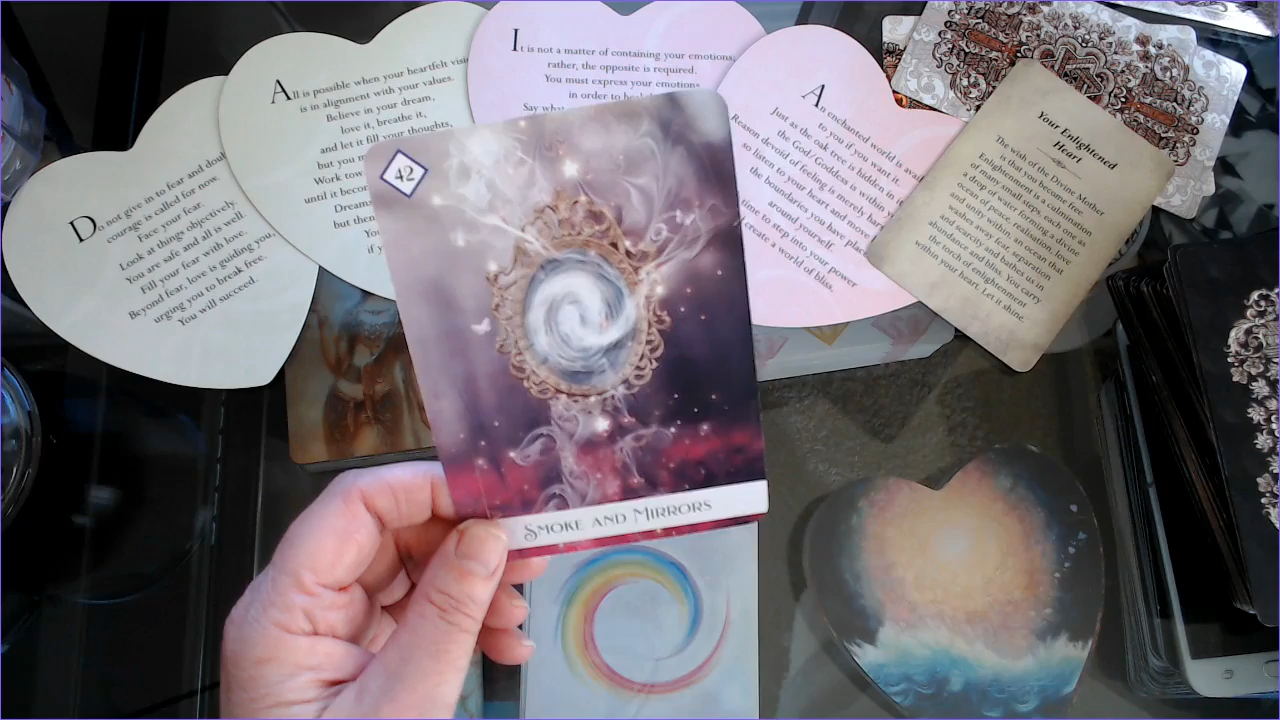 Do not give in to fear and
courage is called for now.
Face your fear.
Look at things objectively.
You are safe and all is well.
Fill your fear with love.
Beyond fear, love is guiding you,
urging you to break free.
You will succeed.
All is possible when your heartfelt
is in alignment with your values.
Believe in your dream,
love it, breathe it,
and let it fill your thoughts,
but you
Work
until it
Dreams
but then
if
It is not a matter of containing your emotions;
rather, the opposite is required.
You must express your emotions
in order to
Say
An enchanted world is
to you if you want it.
Just as the oak tree is hidden in
the God/Goddess is within
Reason devoid of feeling is merely
so listen to your heart and move
the boundaries you have
around yourself.
time to step into your power
create a world of bliss.
Your Enlightened
Heart
The wish of the Divine Mother
is that you become free.
Enlightenment is a culmination
of many small steps, each one as
a drop of water forming a divine
ocean of peace, realisation, love
and unity within, an ocean that
washes away fear, separation
and scarcity and bathes us in
abundance and bliss. You carry
the torch of enlightenment
within your heart. Let it shine.
42
Smoke and Mirrors